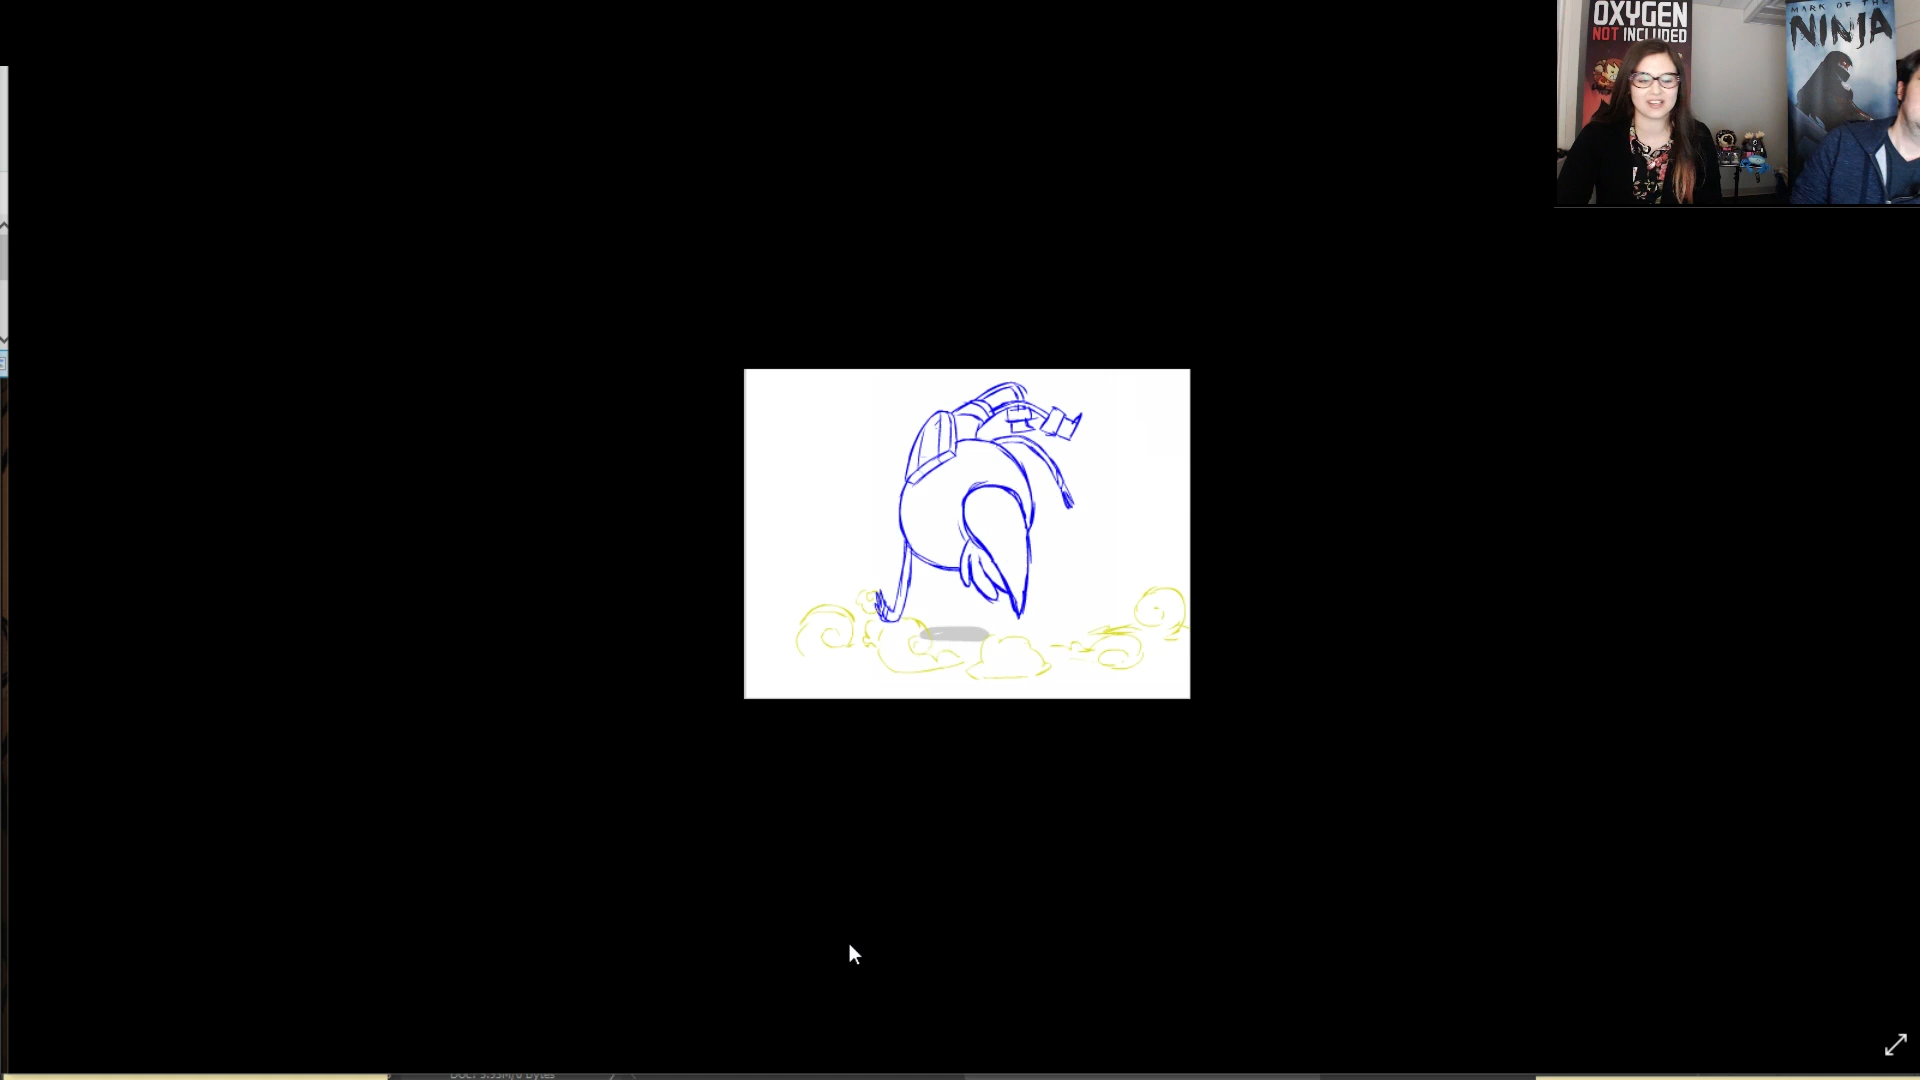 OXYGEN
NOT INCLUDED
MARK OF THE
NINJA